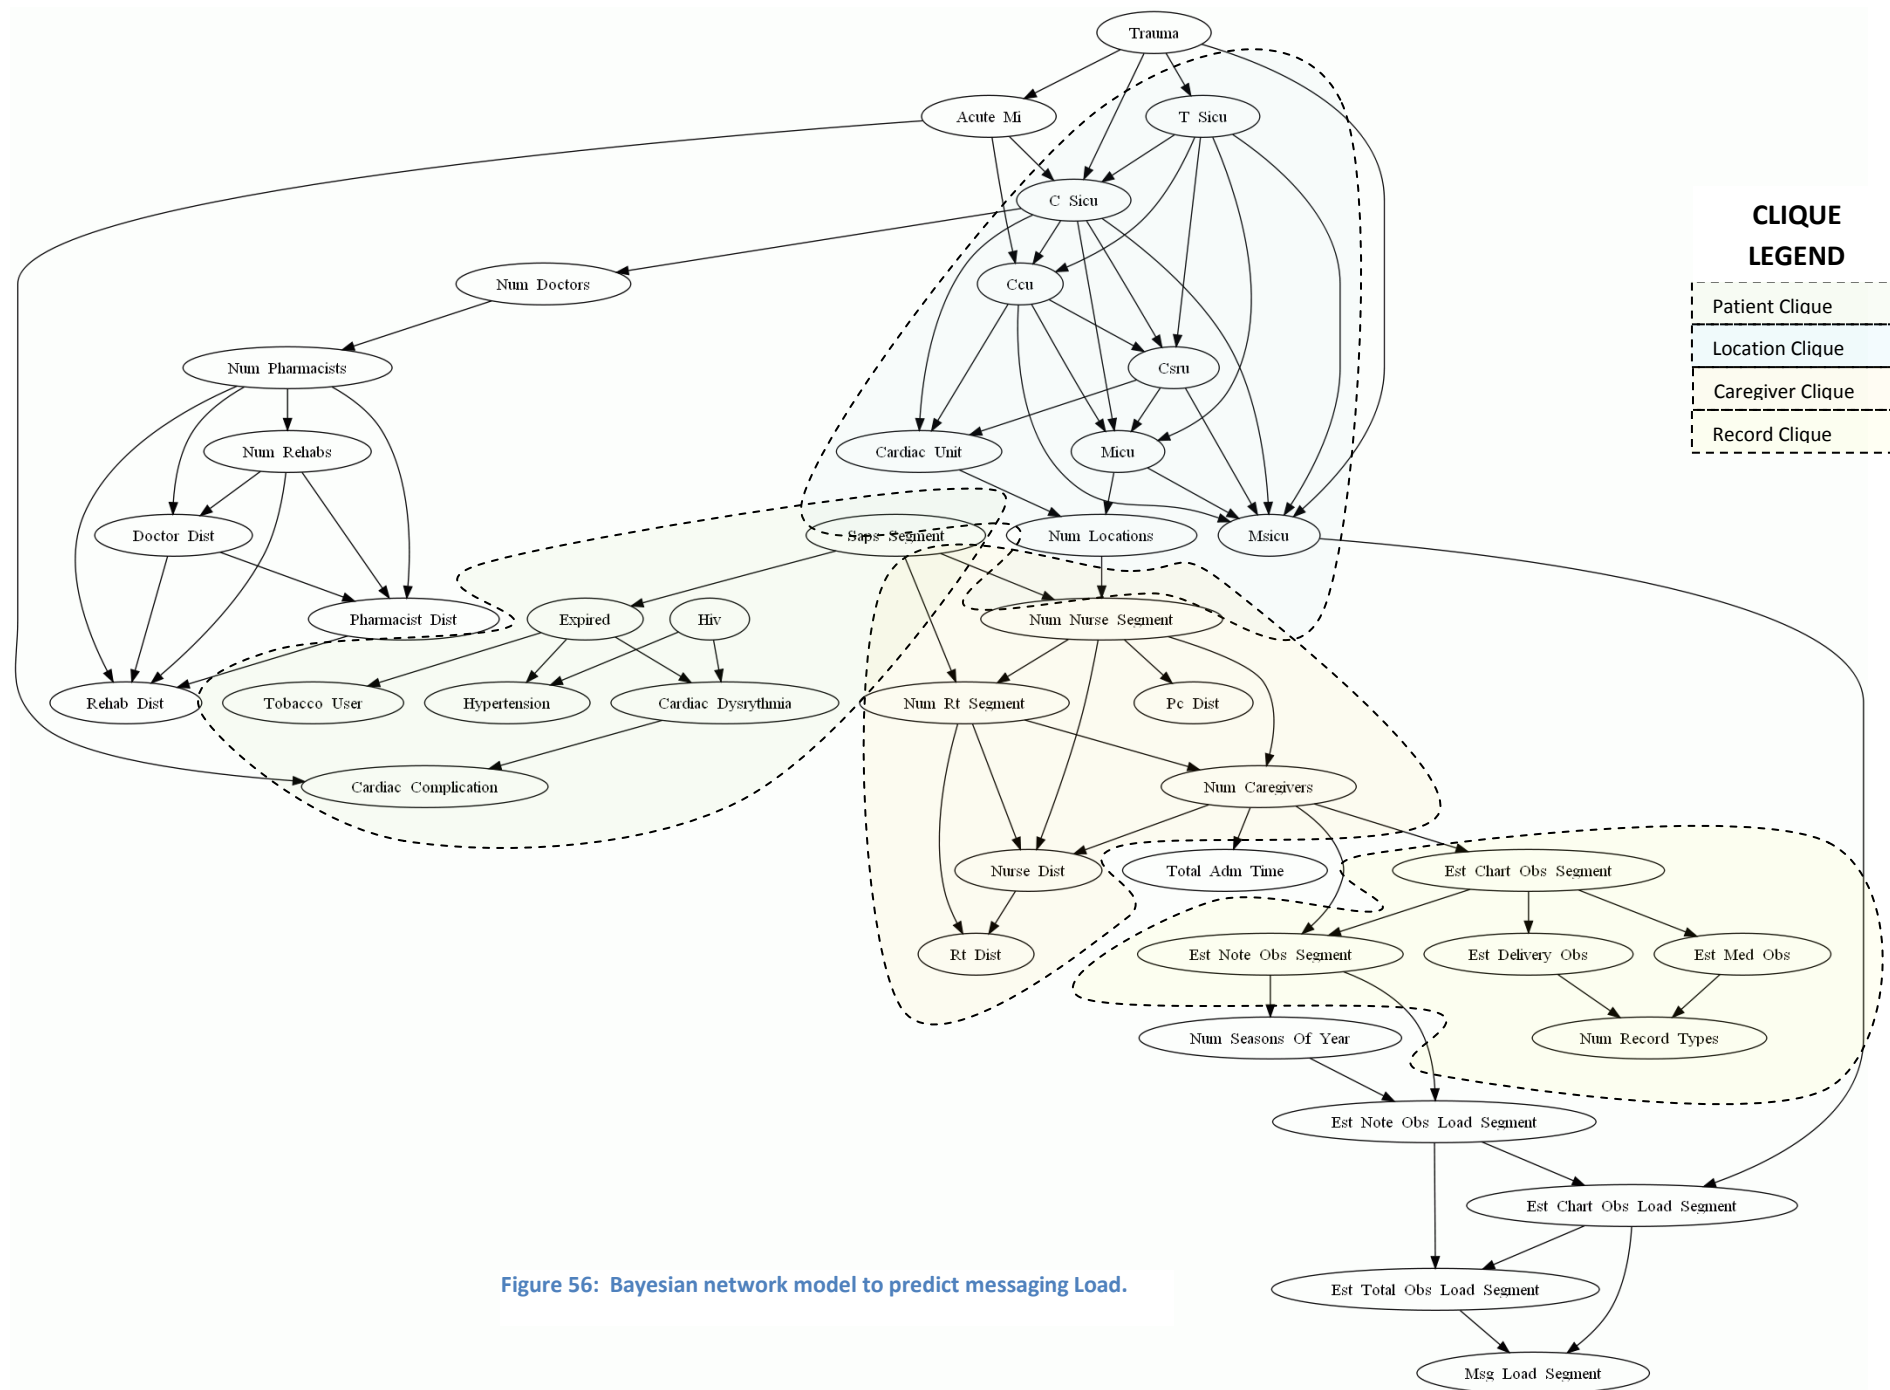 Trauma
Acute Mi
T Sicu
C Sicu
CLIQUE
LEGEND
Num Doctors
Ccu
Patient Clique
Location Clique
Num Pharmacists
Csru
Caregiver Clique
Record Clique
Num Rehabs
Cardiac Unit
Micu
Doctor Dist
Saps Segment
Num Locations
Msicu
Pharmacist Dist
Expired
Hiv
Num Nurse Segment
Rehab Dist
Tobacco User
Hypertension
Cardiac Dysrythmia
Num Rt Segment
Pc Dist
Cardiac Complication
Num Caregivers
Nurse Dist
Total Adm Time
Est Chart Obs Segment
Rt Dist
Est Note Obs Segment
Est Delivery Obs
Est Med Obs
Num Seasons Of Year
Num Record Types
Est Note Obs Load Segment
Est Chart Obs Load Segment
Figure 56: Bayesian network model to predict messaging Load.
Est Total Obs Load Segment
Msg Load Segment